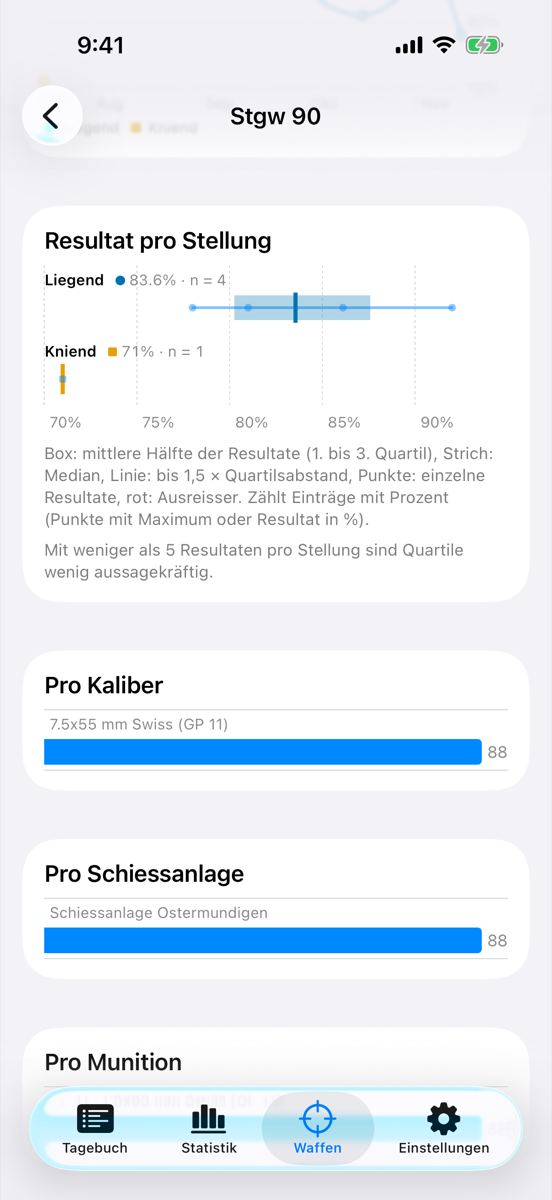 9:41
Stgw 90
Kniend
Resultat pro Stellung
Liegend 83.6% · n = 4
Kniend 71% · n = 1
70% 75% 80% 85% 90%
Box: mittlere Hälfte der Resultate (1. bis 3. Quartil), Strich:
Median, Linie: bis 1,5 × Quartilsabstand, Punkte: einzelne
Resultate, rot: Ausreisser. Zählt Einträge mit Prozent
(Punkte mit Maximum oder Resultat in %).
Mit weniger als 5 Resultaten pro Stellung sind Quartile
wenig aussagekräftig.
Pro Kaliber
7.5x55 mm Swiss (GP 11)
88
Pro Schiessanlage
Schiessanlage Ostermundigen
88
Pro Munition
Tagebuch Statistik Waffen Einstellungen